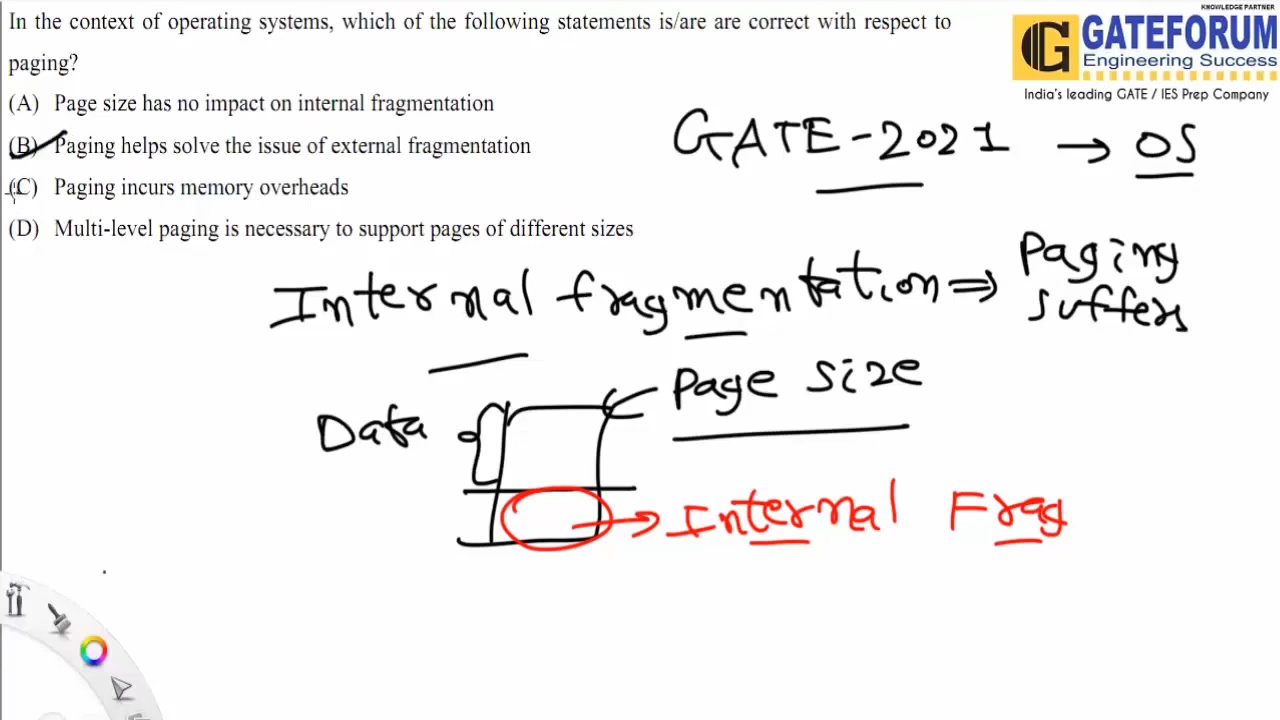 In the context of operating systems, which of the following statements is/are are correct with respect to
paging?
(A) Page size has no impact on internal fragmentation
(B) Paging helps solve the issue of external fragmentation
(C) Paging incurs memory overheads
(D) Multi-level paging is necessary to support pages of different sizes
KNOWLEDGE PARTNER
GATEFORUM
Engineering Success
India's leading GATE / IES Prep Company
GATE-2021 → OS
Internal fragmentation ⇒ Paging
suffers
Page size
Data
Internal Frag